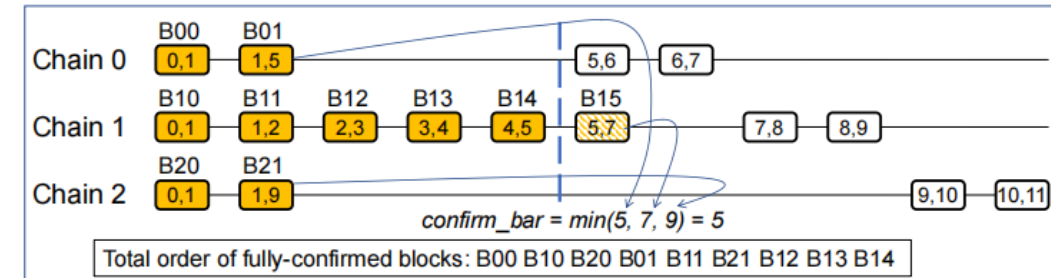 B00 B01
Chain 0 0,1 1,5 5,6 6,7
B10 B11 B12 B13 B14 B15
Chain 1 0,1 1,2 2,3 3,4 4,5 5,7 7,8 8,9
B20 B21
Chain 2 0,1 1,9 9,10 10,11
confirm_bar = min(5, 7, 9) = 5
Total order of fully-confirmed blocks: B00 B10 B20 B01 B11 B21 B12 B13 B14